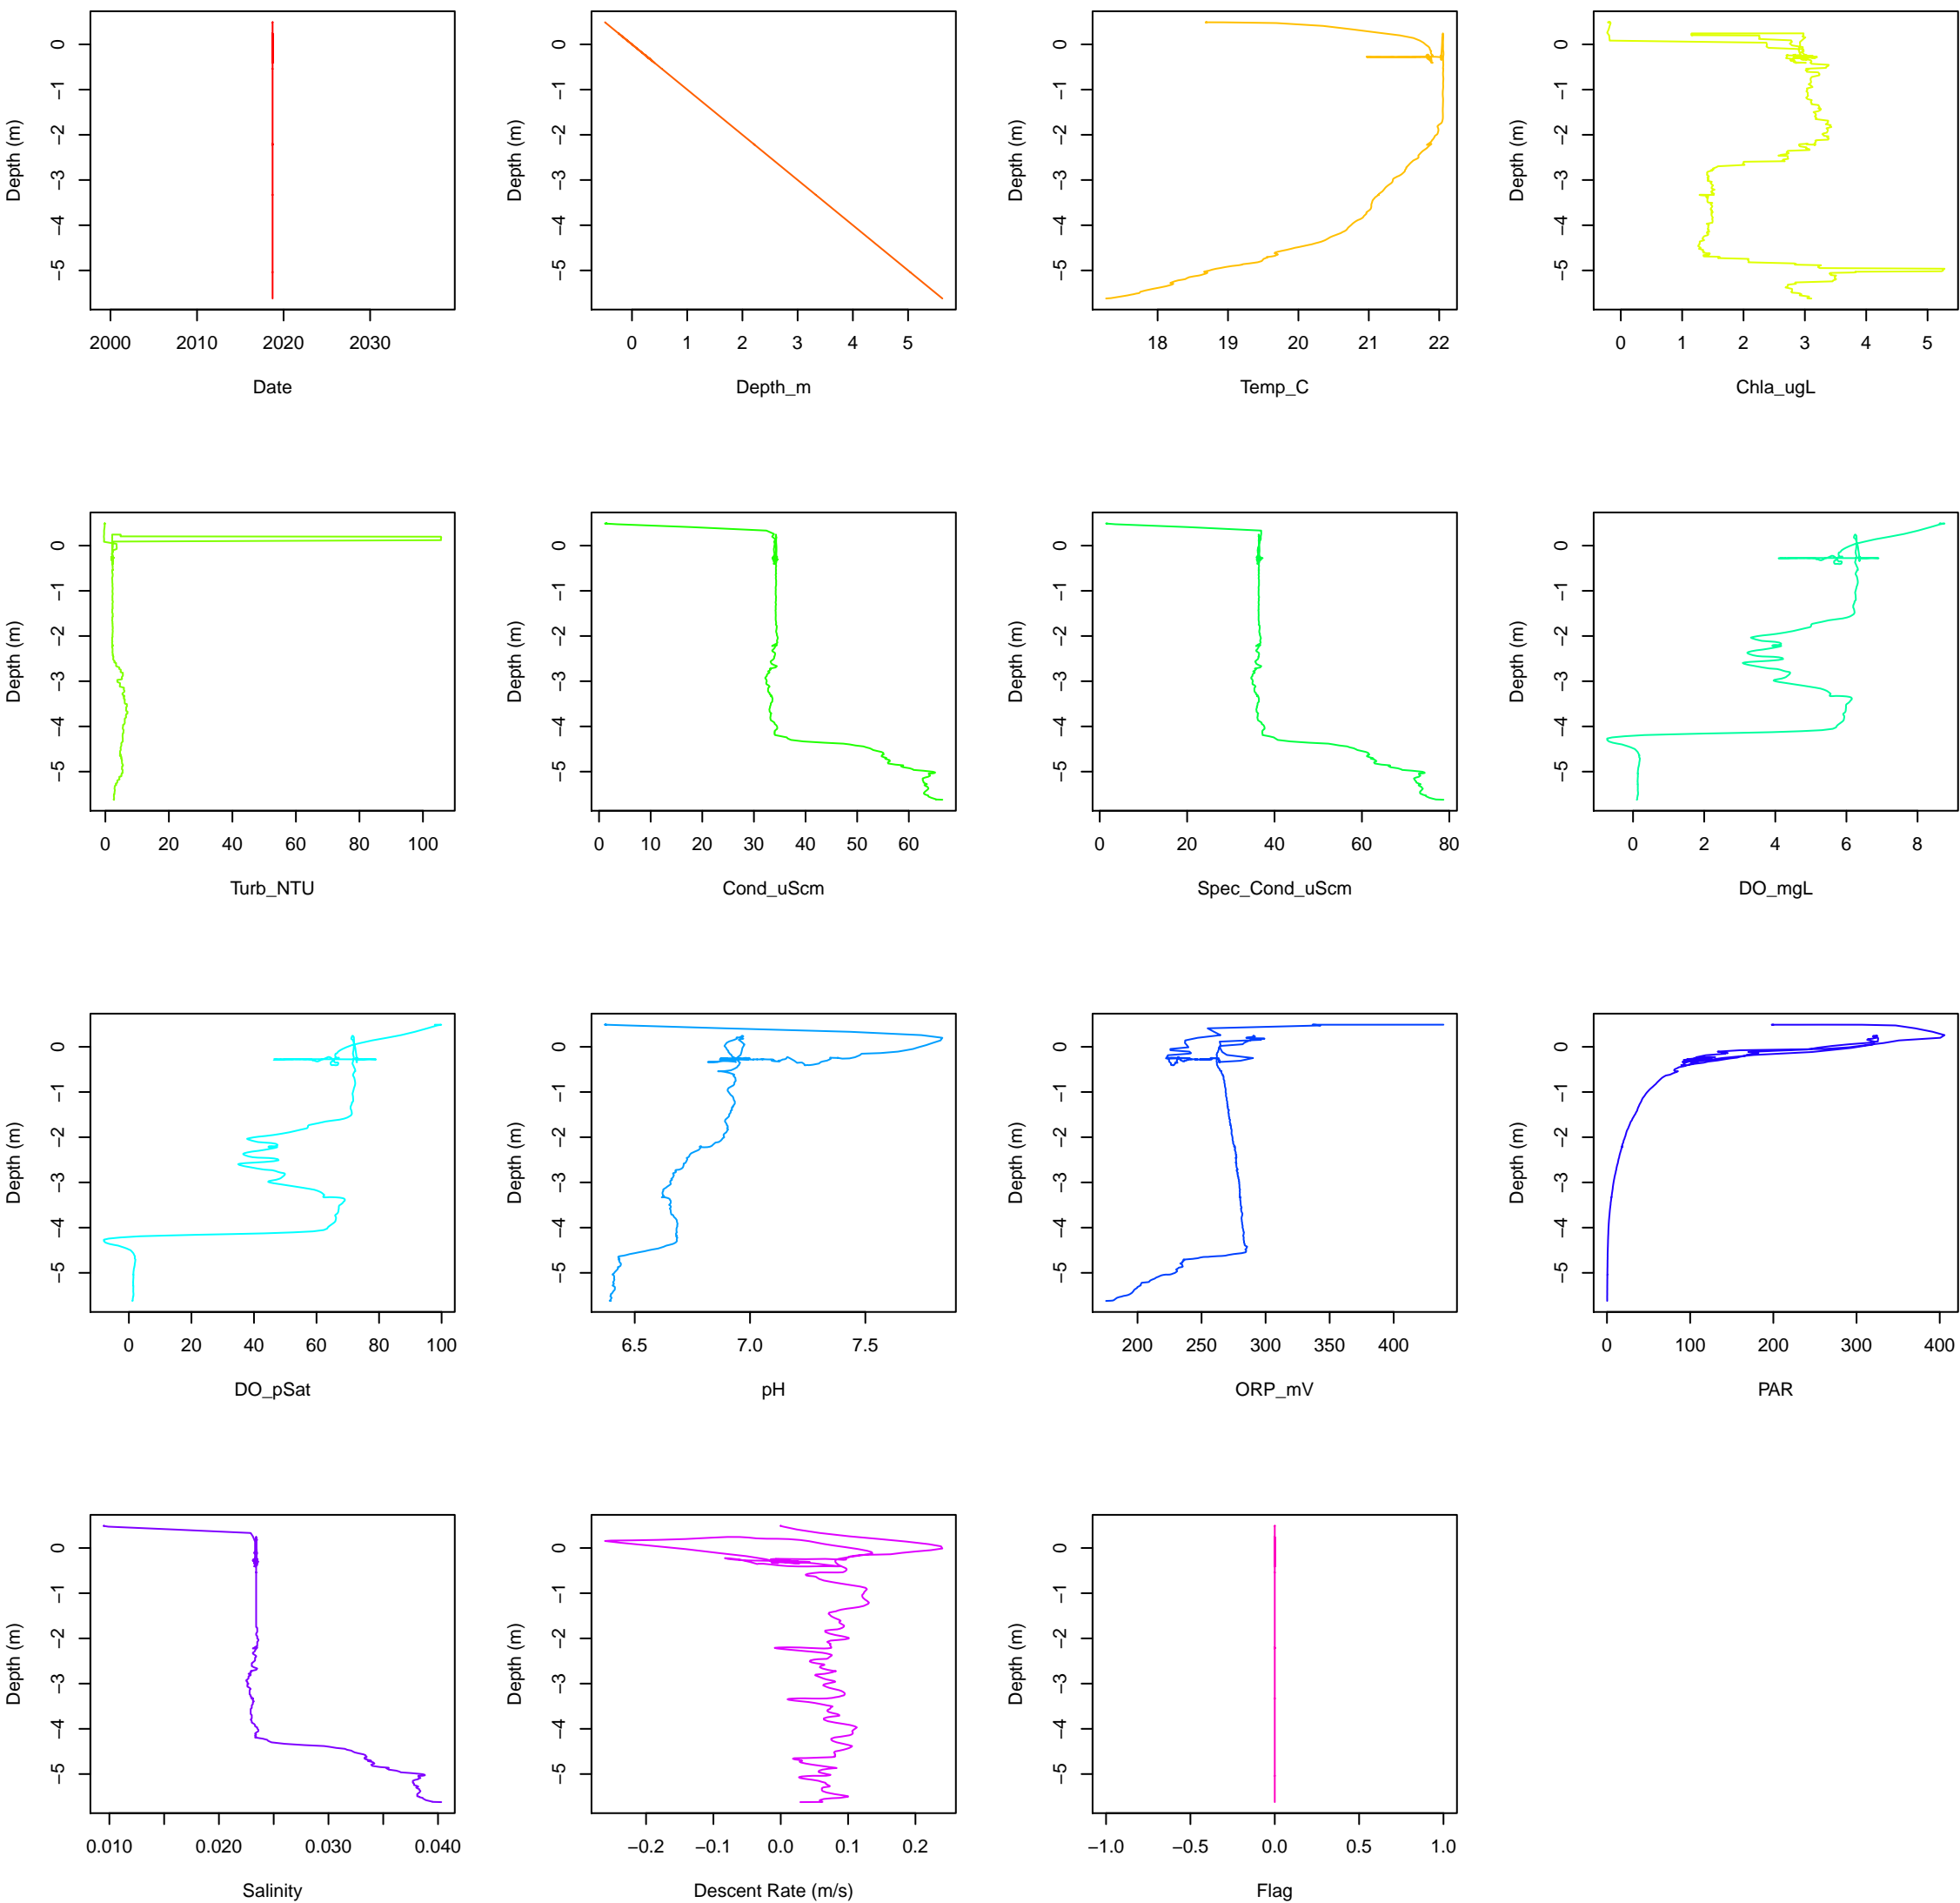 0 0 0 0
−1 −1 −1 −1
Depth (m) Depth (m) Depth (m) Depth (m)
−2 −2 −2 −2
−3 −3 −3 −3
−4 −4 −4 −4
−5 −5 −5 −5
2000 2010 2020 2030 0 1 2 3 4 5 18 19 20 21 22 0 1 2 3 4 5
Date Depth_m Temp_C Chla_ugL
0 0 0 0
−1 −1 −1 −1
Depth (m) Depth (m) Depth (m) Depth (m)
−2 −2 −2 −2
−3 −3 −3 −3
−4 −4 −4 −4
−5 −5 −5 −5
0 20 40 60 80 100 0 10 20 30 40 50 60 0 20 40 60 80 0 2 4 6 8
Turb_NTU Cond_uScm Spec_Cond_uScm DO_mgL
0 0 0 0
−1 −1 −1 −1
Depth (m) Depth (m) Depth (m) Depth (m)
−2 −2 −2 −2
−3 −3 −3 −3
−4 −4 −4 −4
−5 −5 −5 −5
0 20 40 60 80 100 6.5 7.0 7.5 200 250 300 350 400 0 100 200 300 400
DO_pSat pH ORP_mV PAR
0 0 0
−1 −1 −1
Depth (m) Depth (m) Depth (m)
−2 −2 −2
−3 −3 −3
−4 −4 −4
−5 −5 −5
0.010 0.020 0.030 0.040 −0.2 −0.1 0.0 0.1 0.2 −1.0 −0.5 0.0 0.5 1.0
Salinity Descent Rate (m/s) Flag